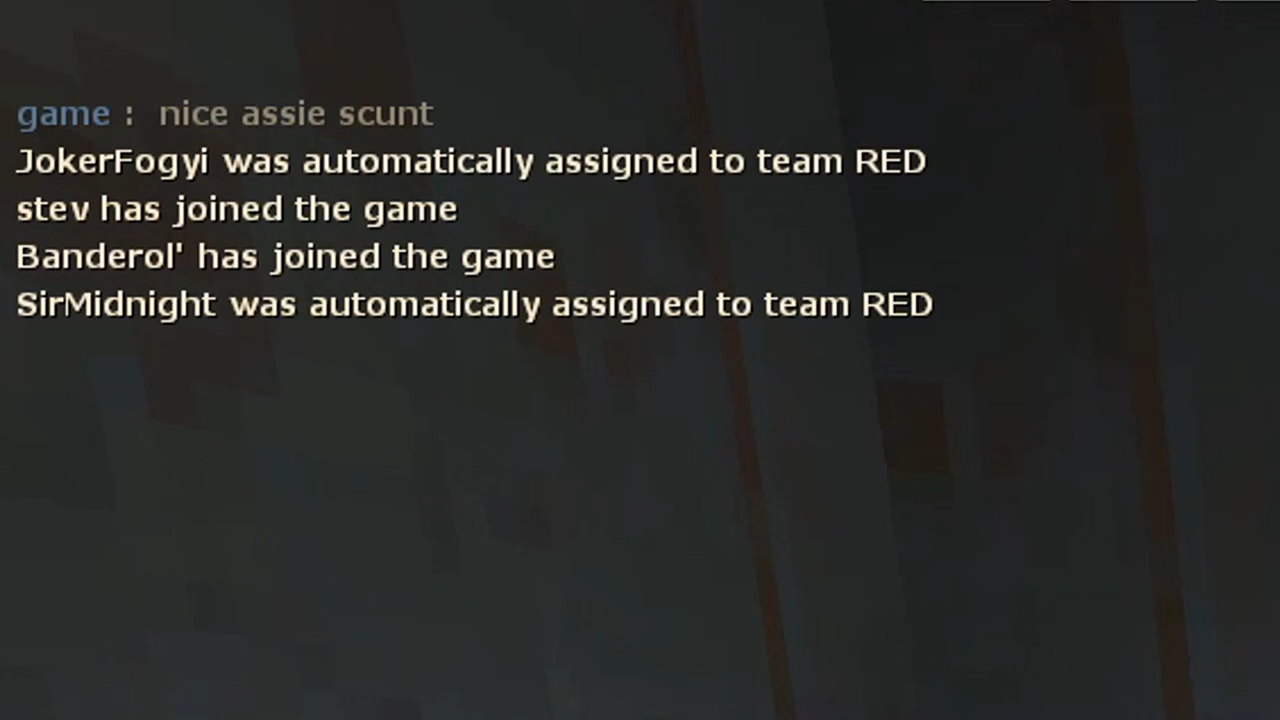 game :  nice assie scunt
JokerFogyi was automatically assigned to team RED
stev has joined the game
Banderol' has joined the game
SirMidnight was automatically assigned to team RED